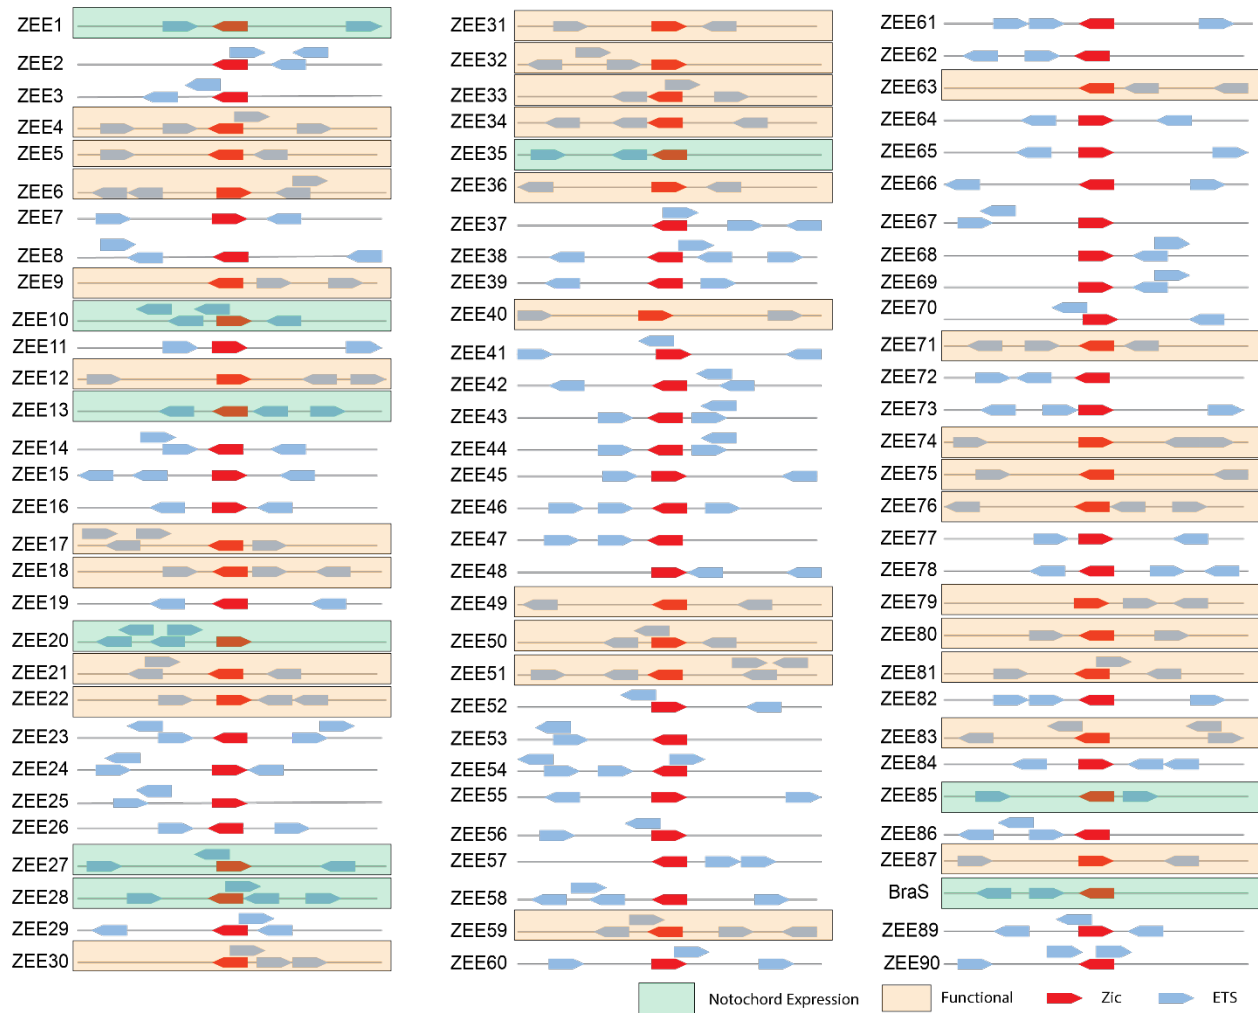 ZEE1
ZEE2
ZEE3
ZEE4
ZEE5
ZEE6
ZEE7
ZEE8
ZEE9
ZEE10
ZEE11
ZEE12
ZEE13
ZEE14
ZEE15
ZEE16
ZEE17
ZEE18
ZEE19
ZEE20
ZEE21
ZEE22
ZEE23
ZEE24
ZEE25
ZEE26
ZEE27
ZEE28
ZEE29
ZEE30
ZEE31
ZEE32
ZEE33
ZEE34
ZEE35
ZEE36
ZEE37
ZEE38
ZEE39
ZEE40
ZEE41
ZEE42
ZEE43
ZEE44
ZEE45
ZEE46
ZEE47
ZEE48
ZEE49
ZEE50
ZEE51
ZEE52
ZEE53
ZEE54
ZEE55
ZEE56
ZEE57
ZEE58
ZEE59
ZEE60
ZEE61
ZEE62
ZEE63
ZEE64
ZEE65
ZEE66
ZEE67
ZEE68
ZEE69
ZEE70
ZEE71
ZEE72
ZEE73
ZEE74
ZEE75
ZEE76
ZEE77
ZEE78
ZEE79
ZEE80
ZEE81
ZEE82
ZEE83
ZEE84
ZEE85
ZEE86
ZEE87
BraS
ZEE89
ZEE90
Notochord Expression Functional Zic ETS